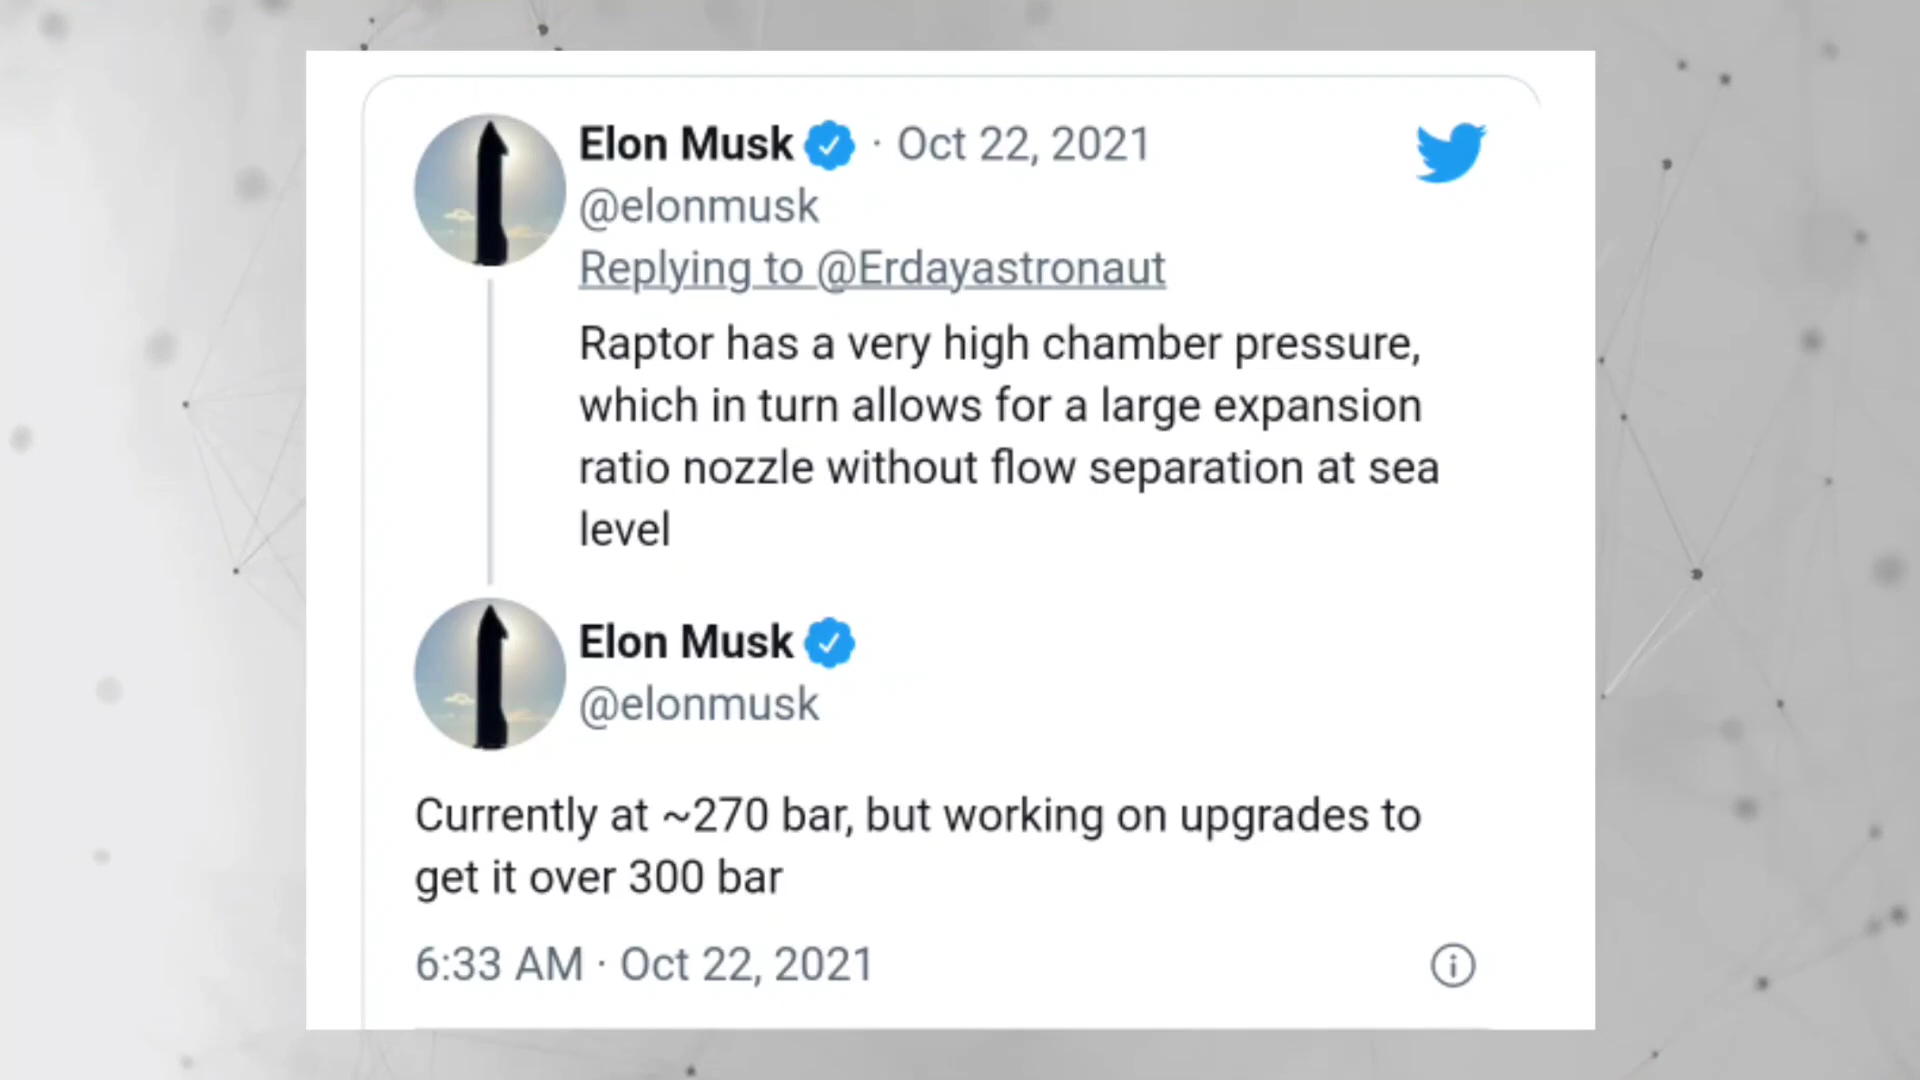 Elon Musk · Oct 22, 2021
@elonmusk
Replying to @Erdayastronaut
Raptor has a very high chamber pressure,
which in turn allows for a large expansion
ratio nozzle without flow separation at sea
level
Elon Musk
@elonmusk
Currently at ~270 bar, but working on upgrades to
get it over 300 bar
6:33 AM · Oct 22, 2021